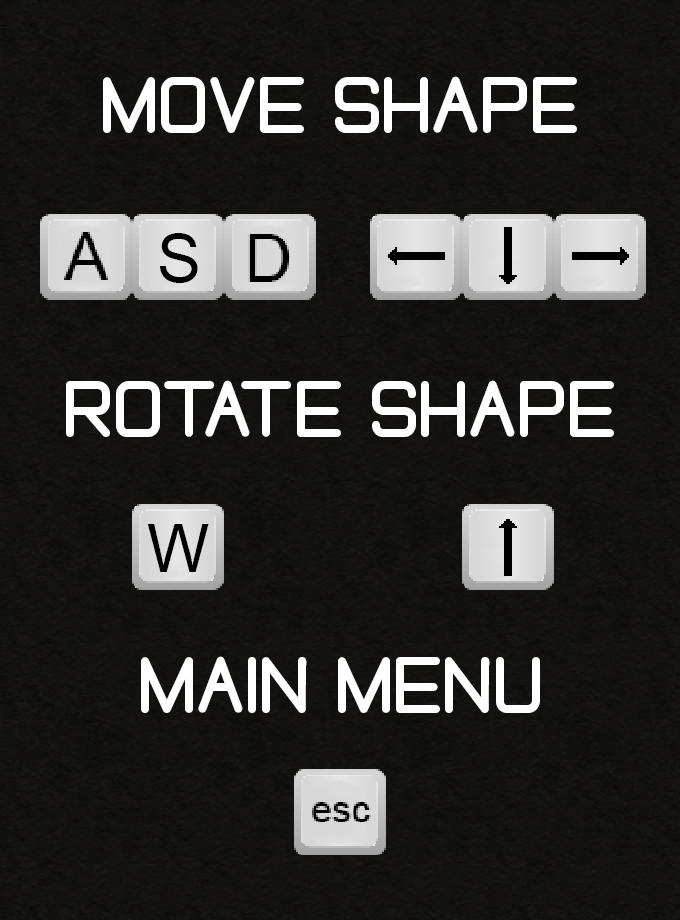 MOVE SHAPE
A S D ← ↓ →
ROTATE SHAPE
W ↑
MAIN MENU
esc